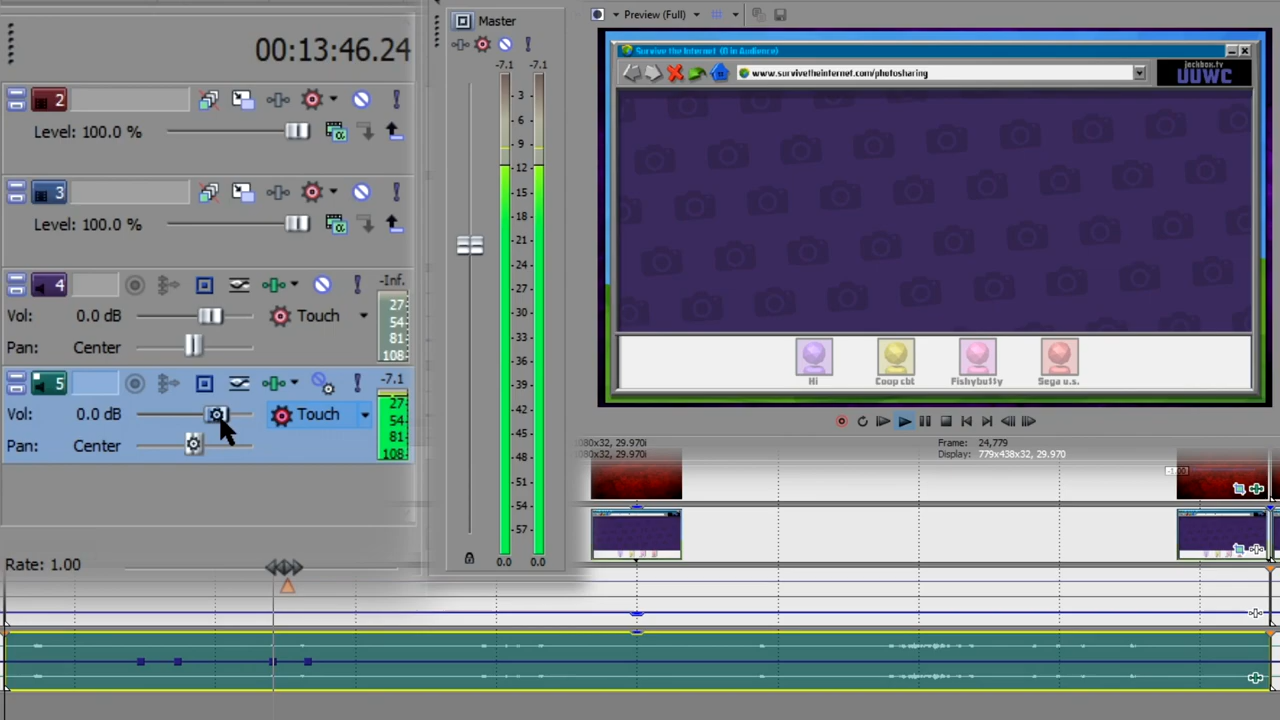 00:13:46.24
2
Level: 100.0 %
3
Level: 100.0 %
4
-Inf.
Vol: 0.0 dB Touch
Pan: Center
27
54
81
108
5
-7.1
Vol: 0.0 dB Touch
Pan: Center
27
54
81
108
Rate: 1.00
Master
-7.1 -7.1
3
6
9
12
15
18
21
24
27
30
33
36
39
42
45
48
51
54
57
0.0 0.0
Preview (Full)
Survive the Internet (0 in Audience)
www.survivetheinternet.com/photosharing
jackbox.tv
UUWC
Hi
Coop cbt
Fishybutty
Sega u.s.
1080x32, 29.970i
1080x32, 29.970i
Frame: 24,779
Display: 779x438x32, 29.970
-1.00